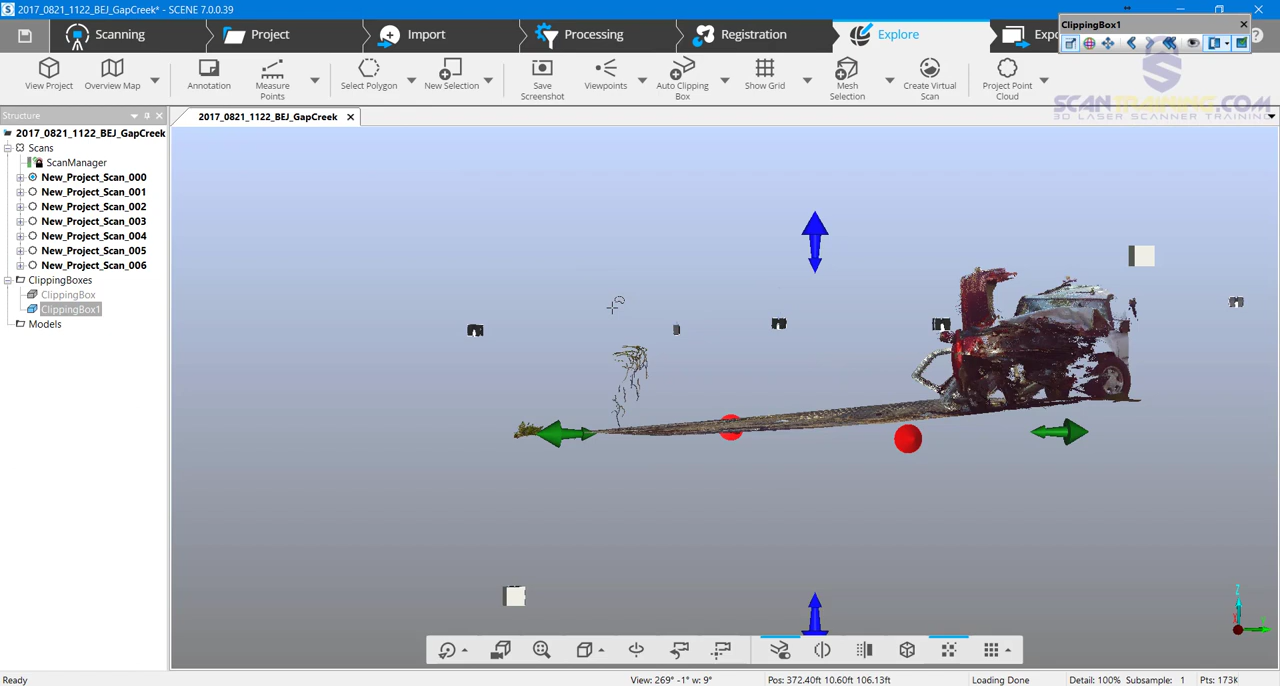 2017_0821_1122_BEJ_GapCreek* - SCENE 7.0.0.39
Scanning
Project
Import
Processing
Registration
Explore
ClippingBox1
View Project
Overview Map
Annotation
Measure Points
Select Polygon
New Selection
Save Screenshot
Viewpoints
Auto Clipping Box
Show Grid
Mesh Selection
Create Virtual Scan
Project Point Cloud
SCANTRAINING.COM
3D LASER SCANNER TRAINING
Structure
2017_0821_1122_BEJ_GapCreek
2017_0821_1122_BEJ_GapCreek
Scans
ScanManager
New_Project_Scan_000
New_Project_Scan_001
New_Project_Scan_002
New_Project_Scan_003
New_Project_Scan_004
New_Project_Scan_005
New_Project_Scan_006
ClippingBoxes
ClippingBox
ClippingBox1
Models
Z
Ready
View: 269° -1° w: 9°
Pos: 372.40ft 10.60ft 106.13ft
Loading Done
Detail: 100%
Subsample: 1
Pts: 173K